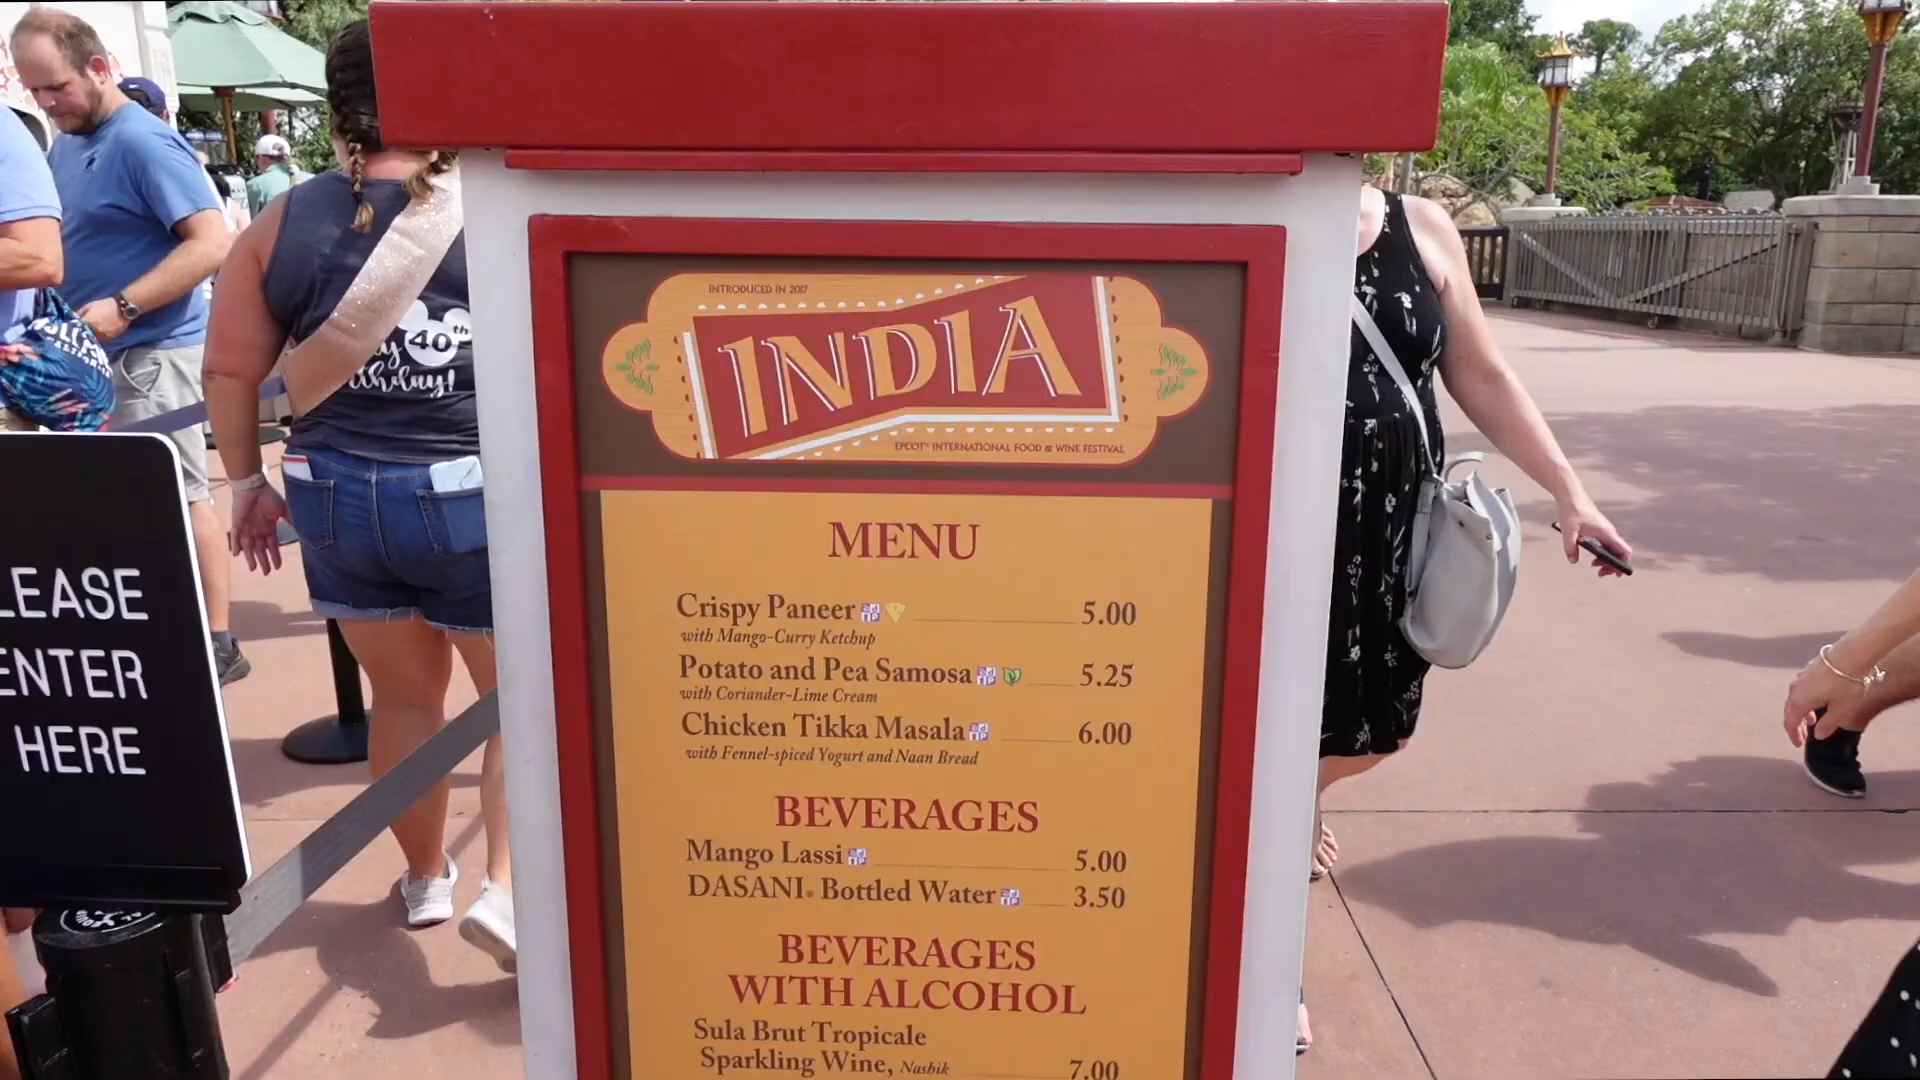 INTRODUCED IN 2017
INDIA
EPCOT® INTERNATIONAL FOOD & WINE FESTIVAL
MENU
Crispy Paneer 5.00
with Mango-Curry Ketchup
Potato and Pea Samosa 5.25
with Coriander-Lime Cream
Chicken Tikka Masala 6.00
with Fennel-spiced Yogurt and Naan Bread
BEVERAGES
Mango Lassi 5.00
DASANI® Bottled Water 3.50
BEVERAGES
WITH ALCOHOL
Sula Brut Tropicale
Sparkling Wine, Nashik 7.00
LEASE
ENTER
HERE
40th